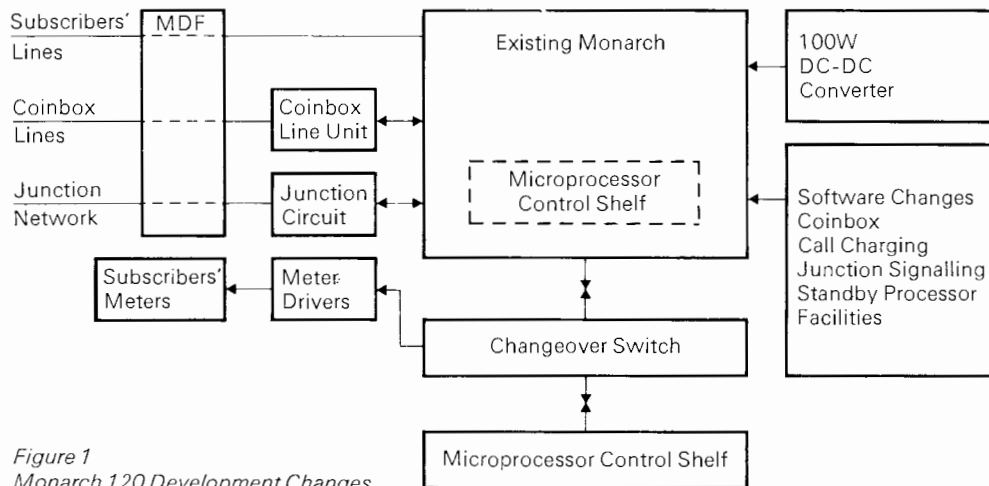 Subscribers'
Lines
MDF
Coinbox
Lines
Coinbox
Line Unit
Junction
Network
Junction
Circuit
Subscribers'
Meters
Meter
Drivers
Existing Monarch
Microprocessor
Control Shelf
100W
DC-DC
Converter
Software Changes
Coinbox
Call Charging
Junction Signalling
Standby Processor
Facilities
Changeover Switch
Microprocessor Control Shelf
Figure 1
Monarch 120 Development Changes